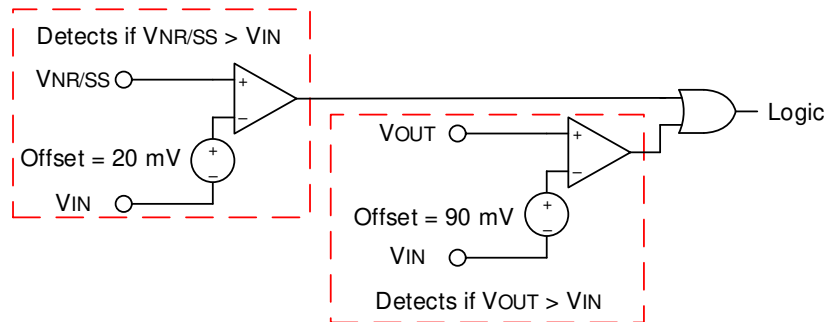 Detects if VNR/SS > VIN
VNR/SS
+
−
Offset = 20 mV
+
−
VIN
Logic
VOUT
+
−
Offset = 90 mV
+
−
VIN
Detects if VOUT > VIN